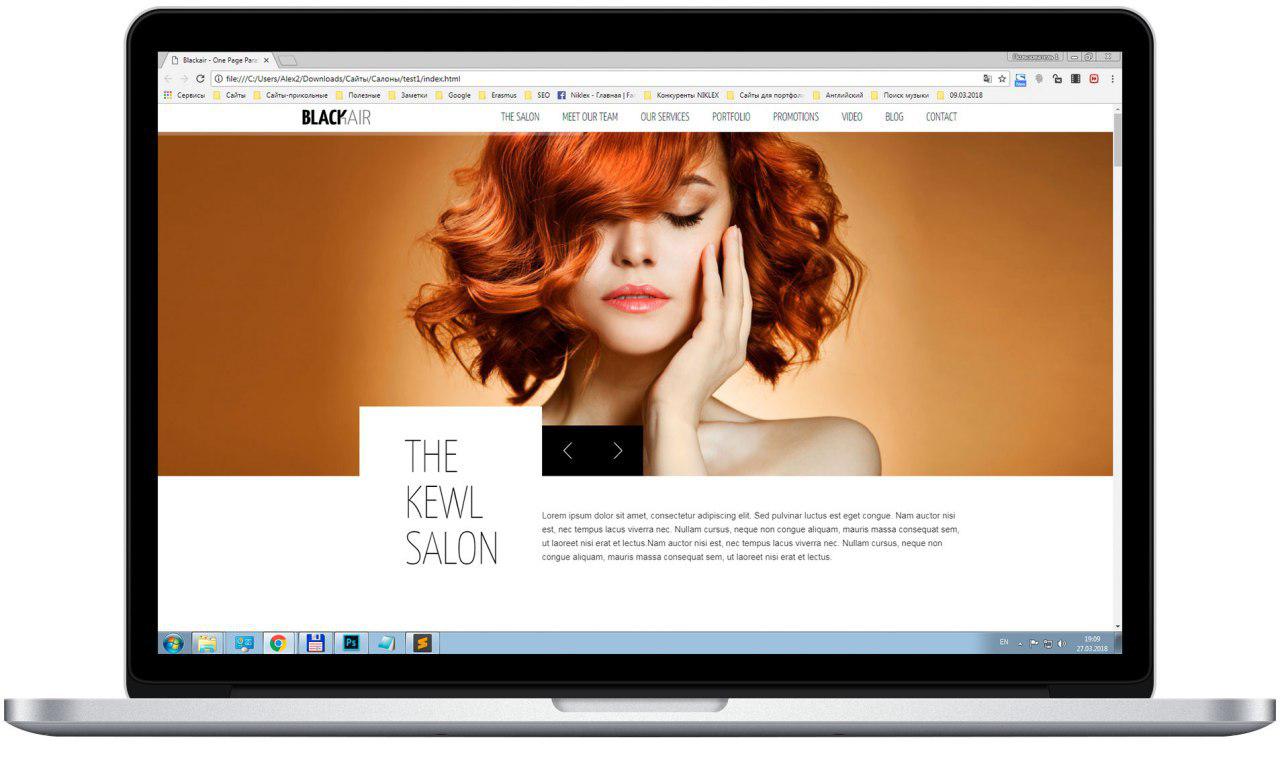 Blackair - One Page Para
file:///C:/Users/Alex2/Downloads/Сайты/Салоны/test1/index.html
Сервисы Сайты Сайты-прикольные Полезные Заметки Google Erasmus SEO Niklex - Главная | Fa Конкуренты NIKLEX Сайты для портфол Английский Поиск музыки 09.03.2018
BLACKHAIR THE SALON MEET OUR TEAM OUR SERVICES PORTFOLIO PROMOTIONS VIDEO BLOG CONTACT
THE
KEWL
SALON
Lorem ipsum dolor sit amet, consectetur adipiscing elit. Sed pulvinar luctus est eget congue. Nam auctor nisi
est, nec tempus lacus viverra nec. Nullam cursus, neque non congue aliquam, mauris massa consequat sem,
ut laoreet nisi erat et lectus.Nam auctor nisi est, nec tempus lacus viverra nec. Nullam cursus, neque non
congue aliquam, mauris massa consequat sem, ut laoreet nisi erat et lectus.
Ps
EN 19:09
27.03.2018